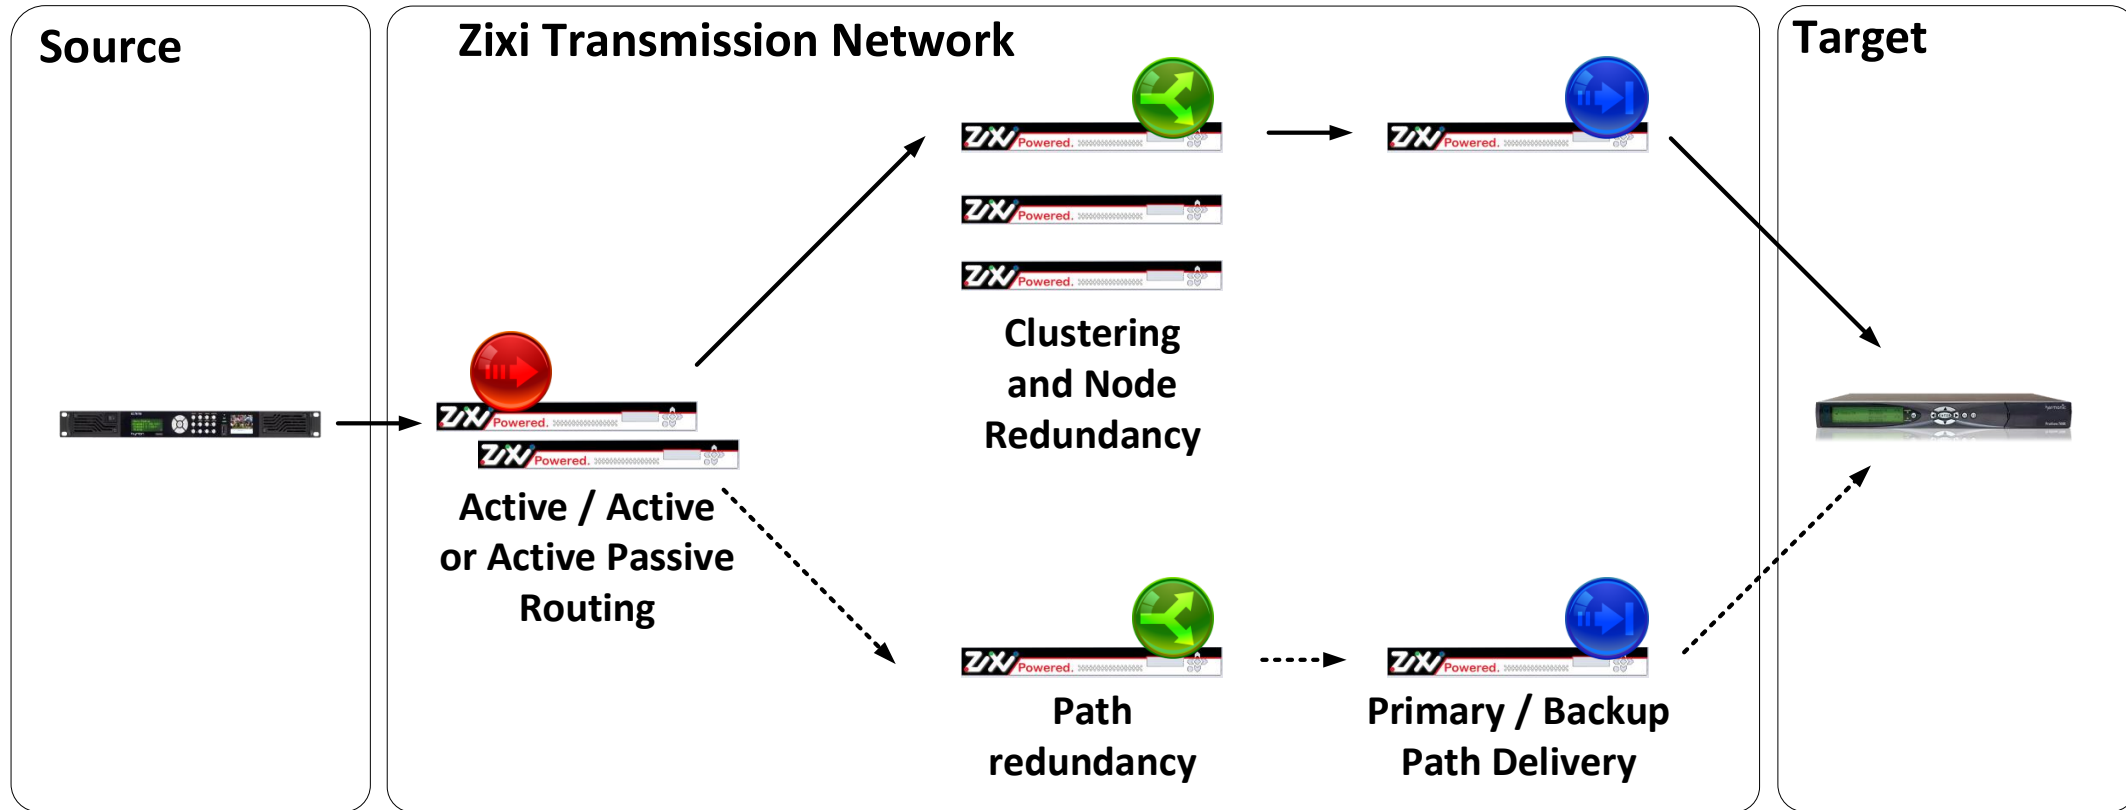 Source
Zixi Transmission Network
Target
ZiXi Powered.
ZiXi Powered.
ZiXi Powered.
ZiXi Powered.
Clustering
and Node
Redundancy
ZiXi Powered.
ZiXi Powered.
harmonic
Active / Active
or Active Passive
Routing
ZiXi Powered.
ZiXi Powered.
Path
redundancy
Primary / Backup
Path Delivery